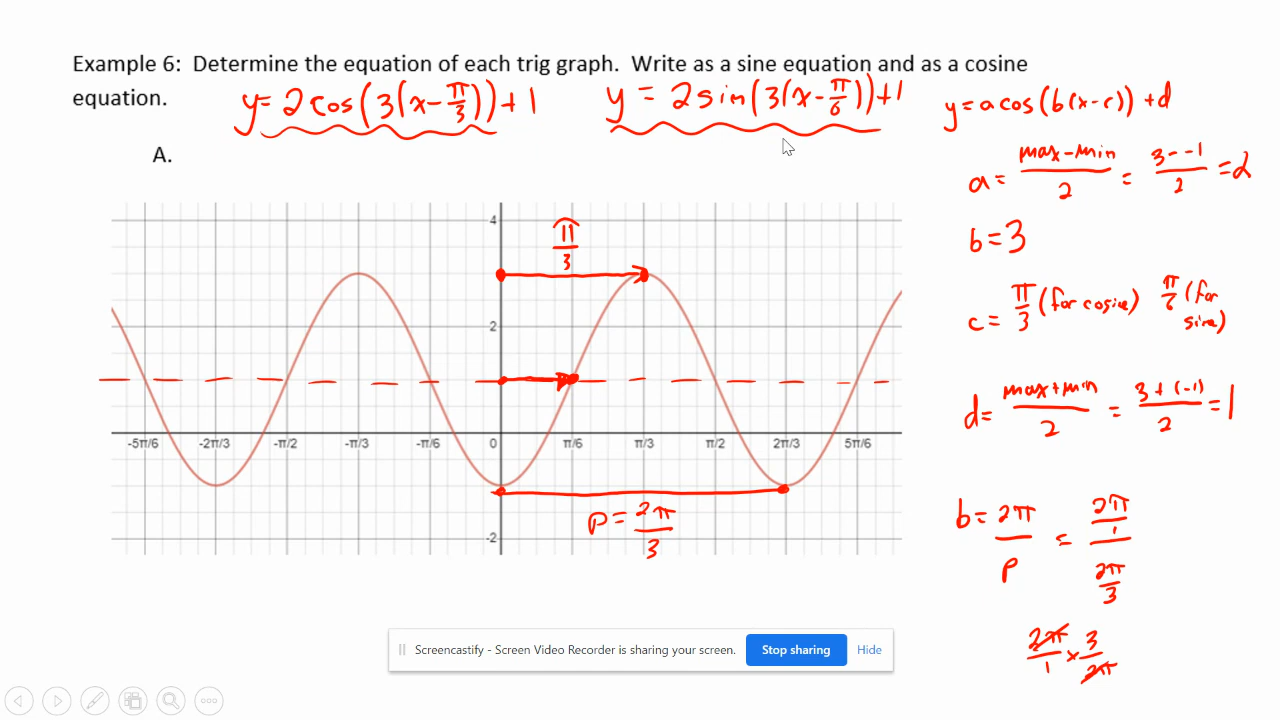 Example 6: Determine the equation of each trig graph. Write as a sine equation and as a cosine
equation.
y = 2cos(3(x - π/3)) + 1
y = 2sin(3(x - π/6)) + 1
y = a cos(b(x - c)) + d
A.
a = max - min / 2 = 3 - -1 / 2 = 2
b = 3
c = π/3 (for cosine) π/6 (for sine)
d = max + min / 2 = 3 + (-1) / 2 = 1
4
π/3
2
-5π/6 -2π/3 -π/2 -π/3 -π/6 0 π/6 π/3 π/2 2π/3 5π/6
P = 2π/3
-2
b = 2π/P = 2π/1 / 2π/3
2π/1 × 3/2π
Screencastify - Screen Video Recorder is sharing your screen. Stop sharing Hide